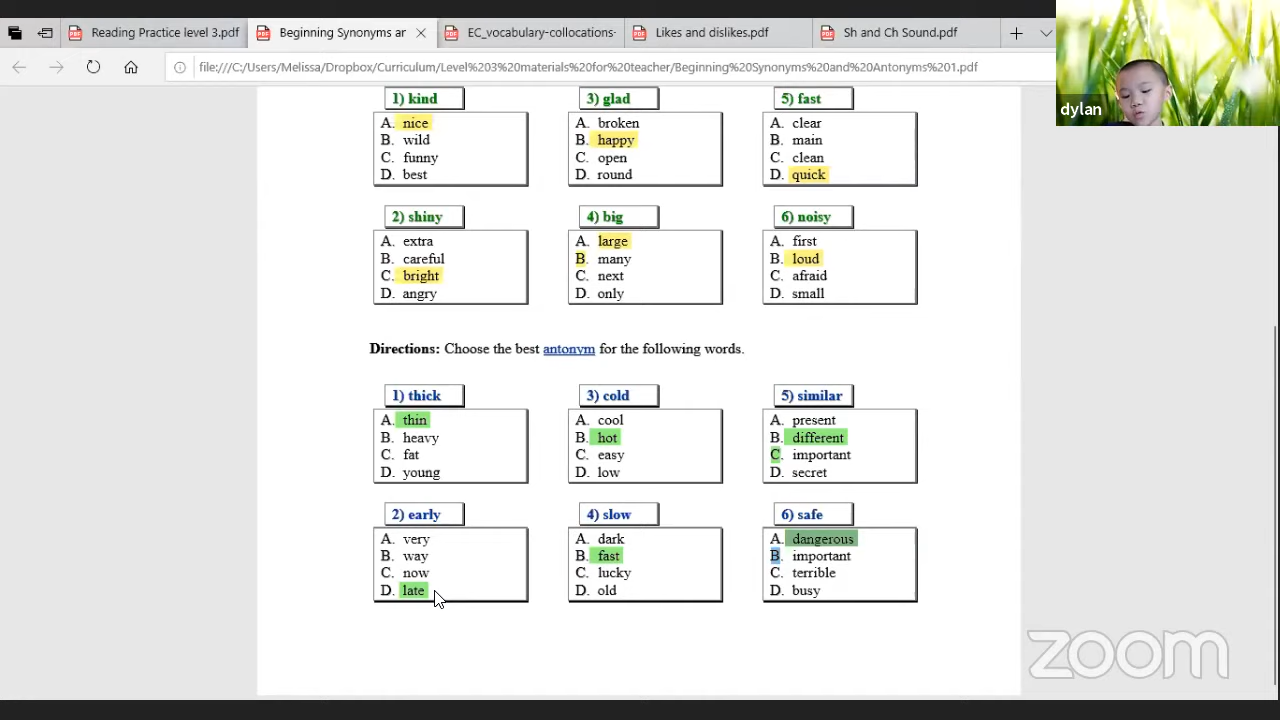 Reading Practice level 3.pdf
Beginning Synonyms ar
EC_vocabulary-collocations-
Likes and dislikes.pdf
Sh and Ch Sound.pdf
file:///C:/Users/Melissa/Dropbox/Curriculum/Level%203%20materials%20for%20teacher/Beginning%20Synonyms%20and%20Antonyms%201.pdf
dylan
1) kind
A. nice
B. wild
C. funny
D. best
3) glad
A. broken
B. happy
C. open
D. round
5) fast
A. clear
B. main
C. clean
D. quick
2) shiny
A. extra
B. careful
C. bright
D. angry
4) big
A. large
B. many
C. next
D. only
6) noisy
A. first
B. loud
C. afraid
D. small
Directions: Choose the best antonym for the following words.
1) thick
A. thin
B. heavy
C. fat
D. young
3) cold
A. cool
B. hot
C. easy
D. low
5) similar
A. present
B. different
C. important
D. secret
2) early
A. very
B. way
C. now
D. late
4) slow
A. dark
B. fast
C. lucky
D. old
6) safe
A. dangerous
B. important
C. terrible
D. busy
zoom